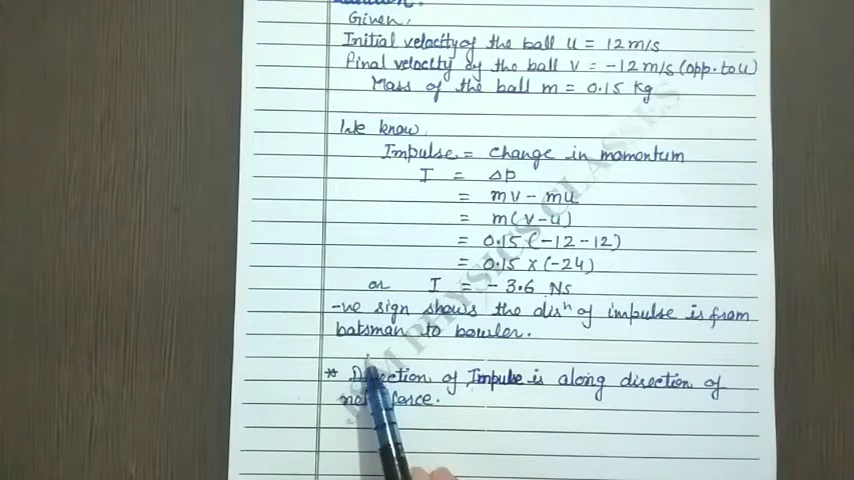 Given,
Initial velocity of the ball u = 12 m/s
Final velocity of the ball v = -12 m/s (opp. to u)
Mass of the ball m = 0.15 kg
We know,
Impulse = change in momentum
I = Δp
= mv - mu
= m(v-u)
= 0.15 (-12-12)
= 0.15 x (-24)
or I = - 3.6 Ns
-ve sign shows the dirⁿ of impulse is from
batsman to bowler.
* Direction of Impulse is along direction of
force.
PHYSICS CLASSES